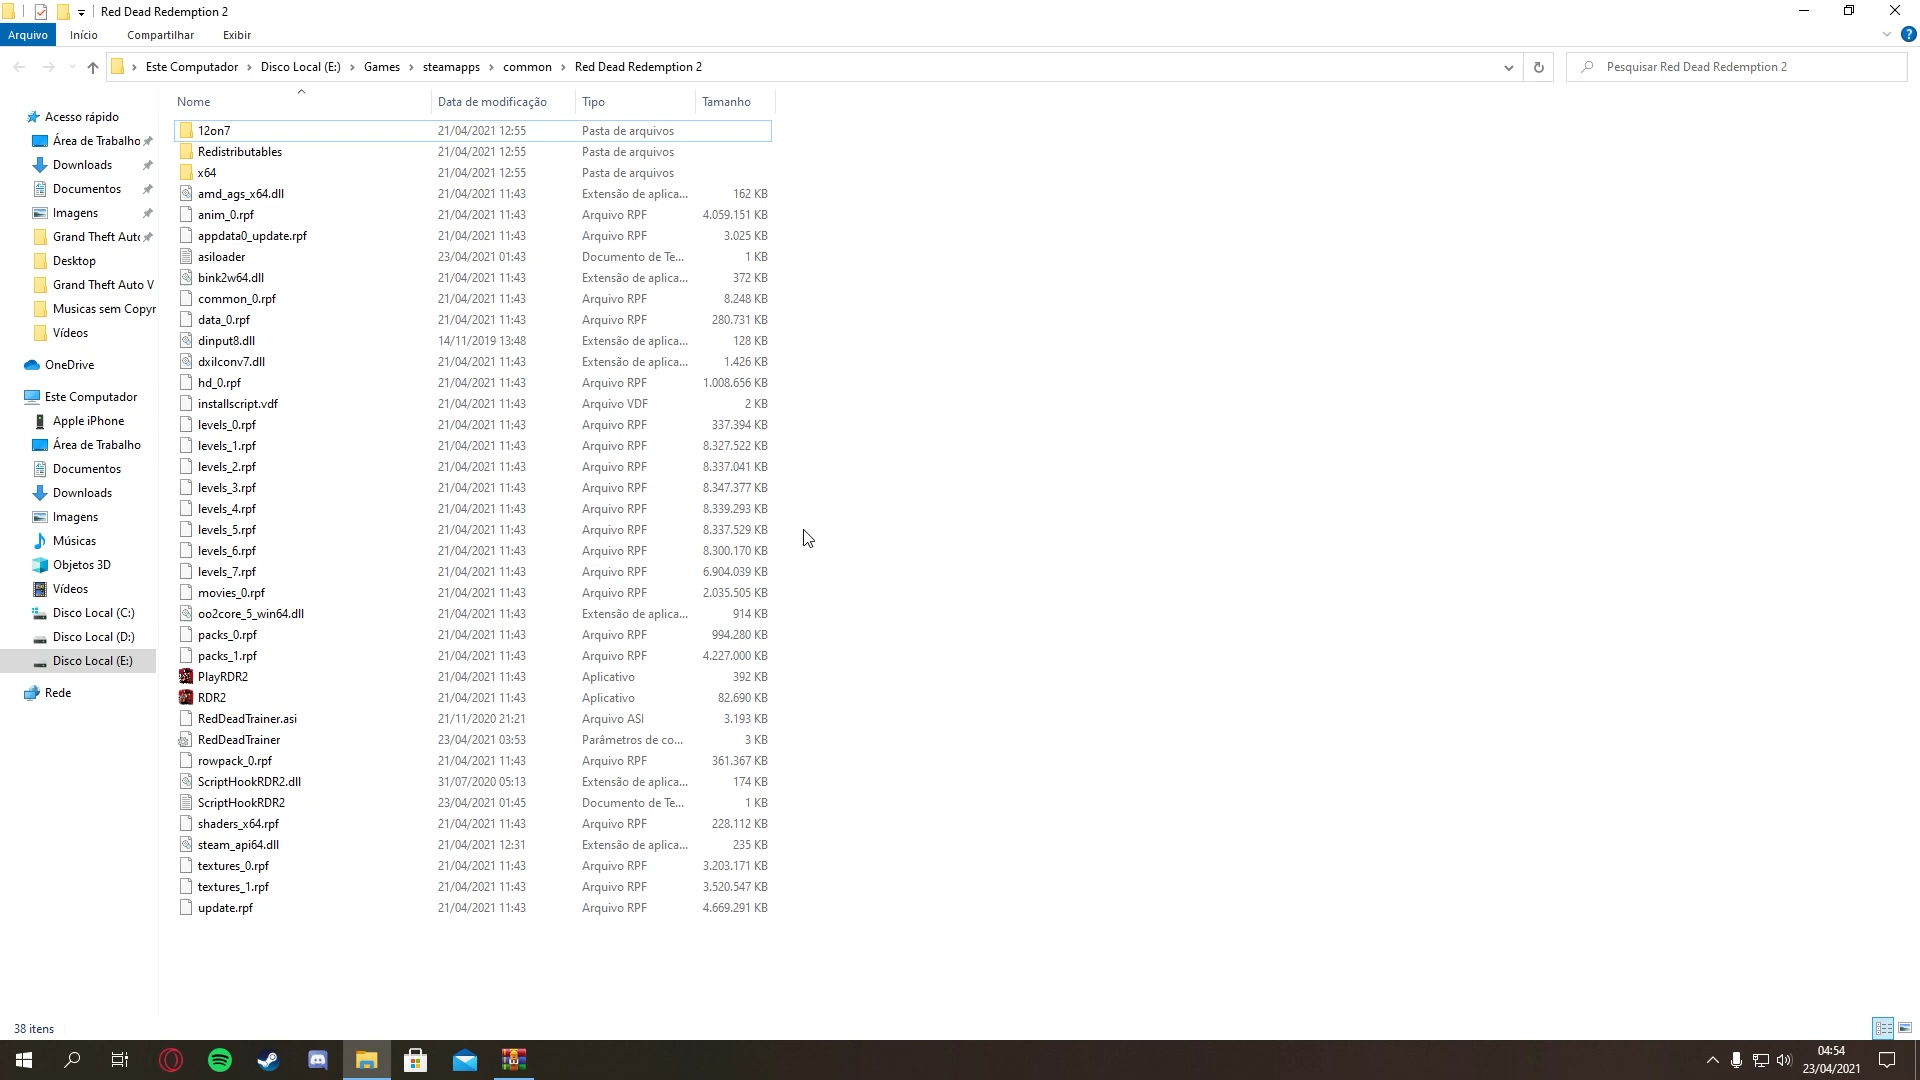 Red Dead Redemption 2
Arquivo Início Compartilhar Exibir
Este Computador Disco Local (E:) Games steamapps common Red Dead Redemption 2 Pesquisar Red Dead Redemption 2
Acesso rápido
Área de Trabalho
Downloads
Documentos
Imagens
Grand Theft Auto
Desktop
Grand Theft Auto V
Musicas sem Copyr
Vídeos
OneDrive
Este Computador
Apple iPhone
Área de Trabalho
Documentos
Downloads
Imagens
Músicas
Objetos 3D
Vídeos
Disco Local (C:)
Disco Local (D:)
Disco Local (E:)
Rede
Nome Data de modificação Tipo Tamanho
12on7 21/04/2021 12:55 Pasta de arquivos
Redistributables 21/04/2021 12:55 Pasta de arquivos
x64 21/04/2021 12:55 Pasta de arquivos
amd_ags_x64.dll 21/04/2021 11:43 Extensão de aplica... 162 KB
anim_0.rpf 21/04/2021 11:43 Arquivo RPF 4.059.151 KB
appdata0_update.rpf 21/04/2021 11:43 Arquivo RPF 3.025 KB
asiloader 23/04/2021 01:43 Documento de Te... 1 KB
bink2w64.dll 21/04/2021 11:43 Extensão de aplica... 372 KB
common_0.rpf 21/04/2021 11:43 Arquivo RPF 8.248 KB
data_0.rpf 21/04/2021 11:43 Arquivo RPF 280.731 KB
dinput8.dll 14/11/2019 13:48 Extensão de aplica... 128 KB
dxilconv7.dll 21/04/2021 11:43 Extensão de aplica... 1.426 KB
hd_0.rpf 21/04/2021 11:43 Arquivo RPF 1.008.656 KB
installscript.vdf 21/04/2021 11:43 Arquivo VDF 2 KB
levels_0.rpf 21/04/2021 11:43 Arquivo RPF 337.394 KB
levels_1.rpf 21/04/2021 11:43 Arquivo RPF 8.327.522 KB
levels_2.rpf 21/04/2021 11:43 Arquivo RPF 8.337.041 KB
levels_3.rpf 21/04/2021 11:43 Arquivo RPF 8.347.377 KB
levels_4.rpf 21/04/2021 11:43 Arquivo RPF 8.339.293 KB
levels_5.rpf 21/04/2021 11:43 Arquivo RPF 8.337.529 KB
levels_6.rpf 21/04/2021 11:43 Arquivo RPF 8.300.170 KB
levels_7.rpf 21/04/2021 11:43 Arquivo RPF 6.904.039 KB
movies_0.rpf 21/04/2021 11:43 Arquivo RPF 2.035.505 KB
oo2core_5_win64.dll 21/04/2021 11:43 Extensão de aplica... 914 KB
packs_0.rpf 21/04/2021 11:43 Arquivo RPF 994.280 KB
packs_1.rpf 21/04/2021 11:43 Arquivo RPF 4.227.000 KB
PlayRDR2 21/04/2021 11:43 Aplicativo 392 KB
RDR2 21/04/2021 11:43 Aplicativo 82.690 KB
RedDeadTrainer.asi 21/11/2020 21:21 Arquivo ASI 3.193 KB
RedDeadTrainer 23/04/2021 03:53 Parâmetros de co... 3 KB
rowpack_0.rpf 21/04/2021 11:43 Arquivo RPF 361.367 KB
ScriptHookRDR2.dll 31/07/2020 05:13 Extensão de aplica... 174 KB
ScriptHookRDR2 23/04/2021 01:45 Documento de Te... 1 KB
shaders_x64.rpf 21/04/2021 11:43 Arquivo RPF 228.112 KB
steam_api64.dll 21/04/2021 12:31 Extensão de aplica... 235 KB
textures_0.rpf 21/04/2021 11:43 Arquivo RPF 3.203.171 KB
textures_1.rpf 21/04/2021 11:43 Arquivo RPF 3.520.547 KB
update.rpf 21/04/2021 11:43 Arquivo RPF 4.669.291 KB
38 itens
04:54
23/04/2021